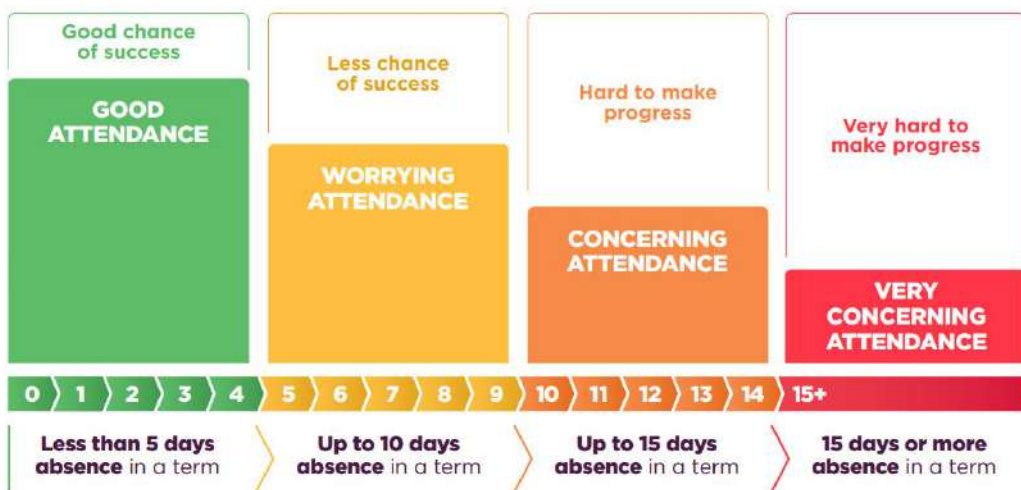 Good chance
of success
GOOD
ATTENDANCE
Less chance
of success
WORRYING
ATTENDANCE
Hard to make
progress
CONCERNING
ATTENDANCE
Very hard to
make progress
VERY
CONCERNING
ATTENDANCE
0 1 2 3 4 5 6 7 8 9 10 11 12 13 14 15+
Less than 5 days
absence in a term
Up to 10 days
absence in a term
Up to 15 days
absence in a term
15 days or more
absence in a term